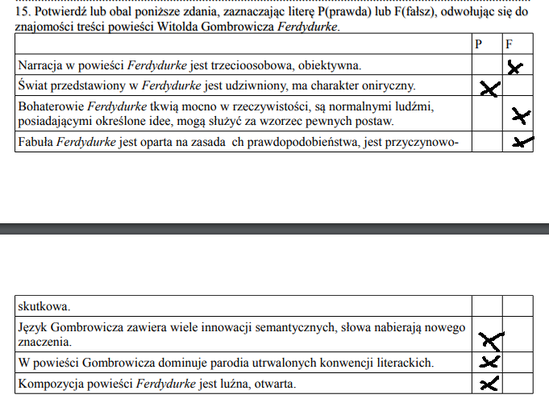 15. Potwierdź lub obal poniższe zdania, zaznaczając literę P(prawda) lub F(fałsz), odwołując się do
znajomości treści powieści Witolda Gombrowicza Ferdydurke.
P F
Narracja w powieści Ferdydurke jest trzecioosobowa, obiektywna.
Świat przedstawiony w Ferdydurke jest udziwniony, ma charakter oniryczny.
Bohaterowie Ferdydurke tkwią mocno w rzeczywistości, są normalnymi ludźmi,
posiadającymi określone idee, mogą służyć za wzorzec pewnych postaw.
Fabuła Ferdydurke jest oparta na zasada ch prawdopodobieństwa, jest przyczynowo-
skutkowa.
Język Gombrowicza zawiera wiele innowacji semantycznych, słowa nabierają nowego
znaczenia.
W powieści Gombrowicza dominuje parodia utrwalonych konwencji literackich.
Kompozycja powieści Ferdydurke jest luźna, otwarta.